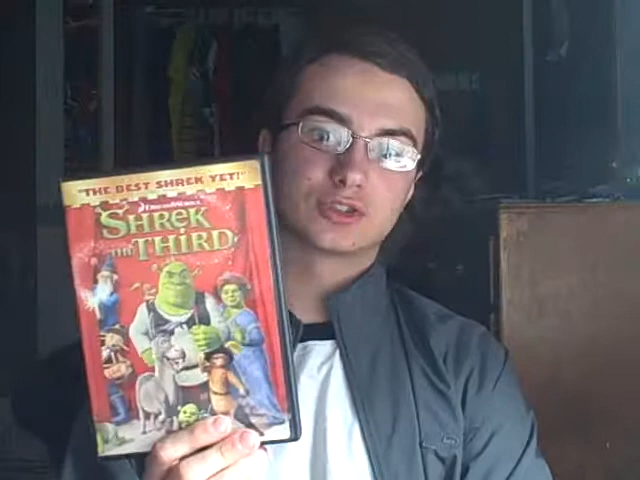 "THE BEST SHREK YET!"
DREAMWORKS
SHREK
THE THIRD